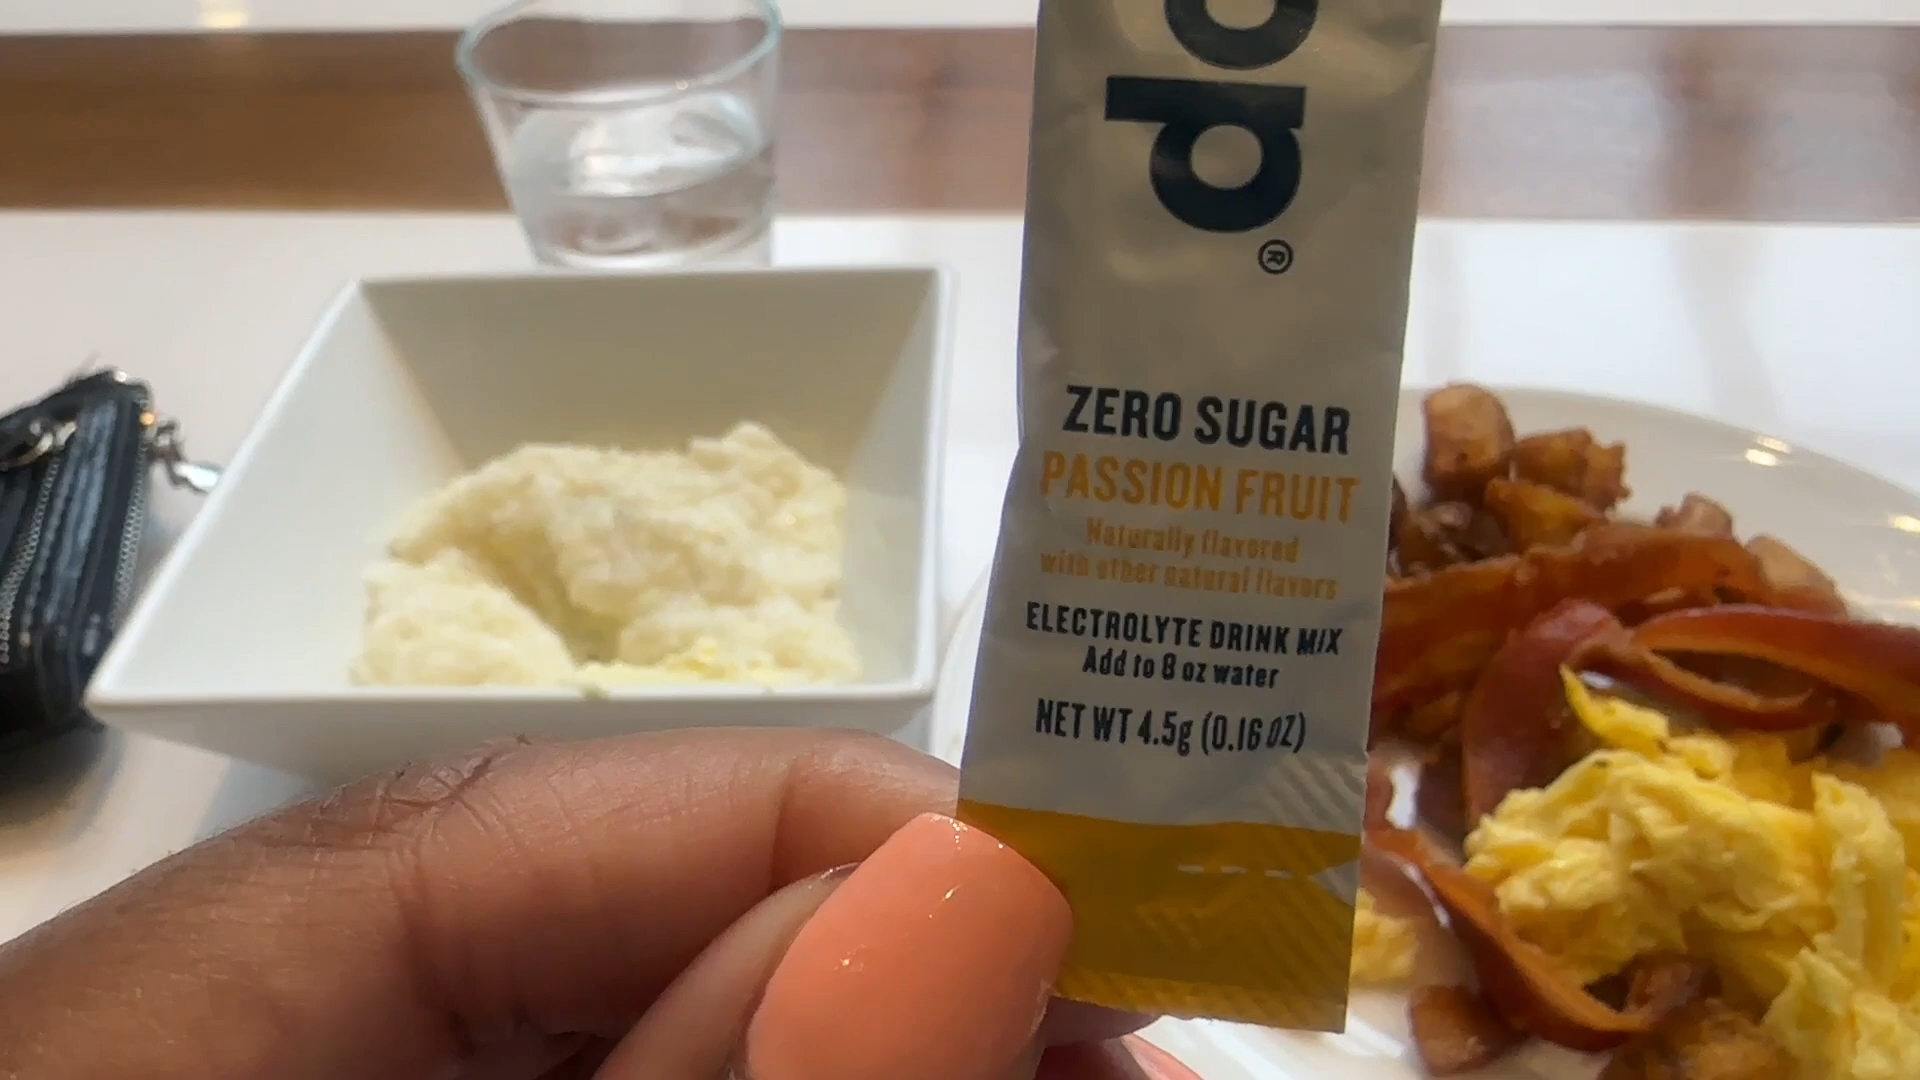 ZERO SUGAR
PASSION FRUIT
Naturally flavored
with other natural flavors
ELECTROLYTE DRINK MIX
Add to 8 oz water
NET WT 4.5g (0.16 OZ)